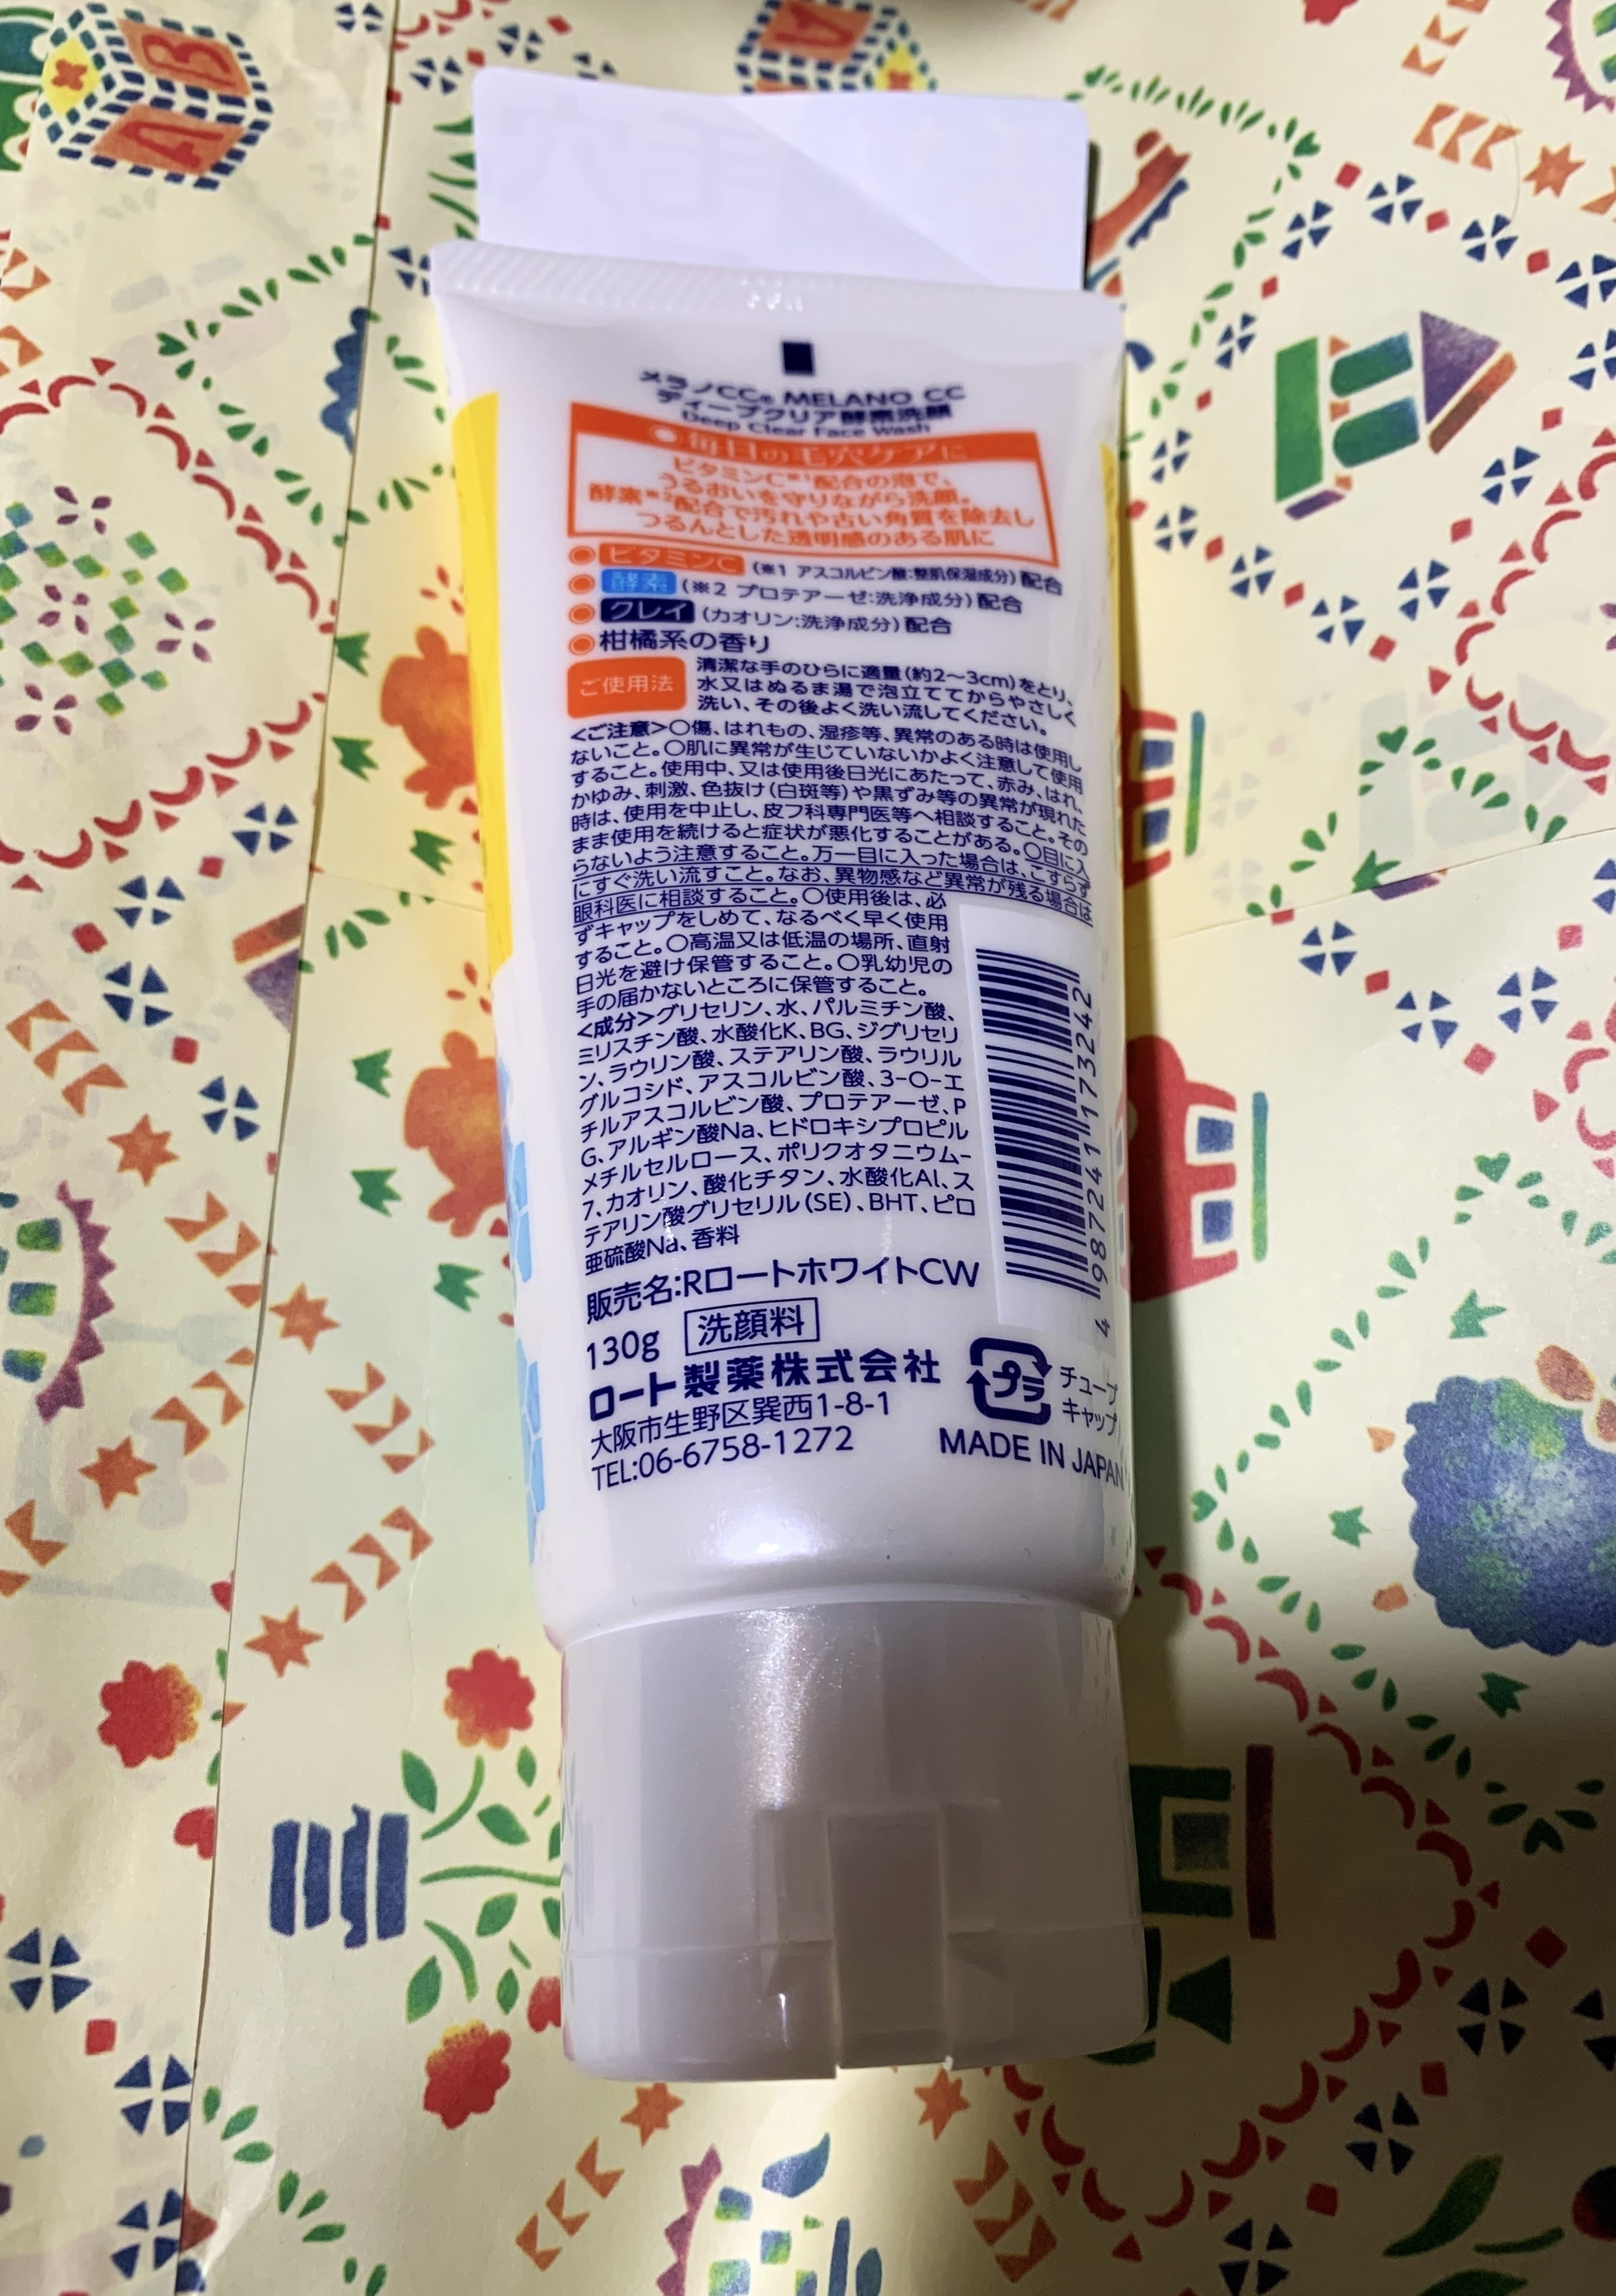 メラノCC® MELANO CC
ディープクリア酵素洗顔
Deep Clear Face Wash
毎日の毛穴ケアに
ビタミンC※1配合の泡で、
うるおいを守りながら洗顔。
酵素※2配合で汚れや古い角質を除去し
つるんとした透明感のある肌に
ビタミンC(※1 アスコルビン酸:整肌保湿成分)配合
酵素(※2 プロテアーゼ:洗浄成分)配合
クレイ(カオリン:洗浄成分)配合
柑橘系の香り
ご使用法
清潔な手のひらに適量(約2〜3cm)をとり、
水又はぬるま湯で泡立ててからやさしく
洗い、その後よく洗い流してください。
<ご注意>○傷、はれもの、湿疹等、異常のある時は使用し
ないこと。○肌に異常が生じていないかよく注意して使用
すること。使用中、又は使用後日光にあたって、赤み、はれ、
かゆみ、刺激、色抜け(白斑等)や黒ずみ等の異常が現れた
時は、使用を中止し、皮フ科専門医等へ相談すること。その
まま使用を続けると症状が悪化することがある。○目に入
らないよう注意すること。万一目に入った場合は、こすらず
にすぐ洗い流すこと。なお、異物感など異常が残る場合は
眼科医に相談すること。○使用後は、必
ずキャップをしめて、なるべく早く使用
すること。○高温又は低温の場所、直射
日光を避け保管すること。○乳幼児の
手の届かないところに保管すること。
<成分>グリセリン、水、パルミチン酸、
ミリスチン酸、水酸化K、BG、ジグリセリ
ン、ラウリン酸、ステアリン酸、ラウリル
グルコシド、アスコルビン酸、3-O-エ
チルアスコルビン酸、プロテアーゼ、P
G、アルギン酸Na、ヒドロキシプロピル
メチルセルロース、ポリクオタニウム-
7、カオリン、酸化チタン、水酸化Al、ス
テアリン酸グリセリル(SE)、BHT、ピロ
亜硫酸Na、香料
4 987241 173242
販売名:RロートホワイトCW
130g 洗顔料
ロート製薬株式会社
大阪市生野区巽西1-8-1
TEL:06-6758-1272
プラ
チューブ
キャップ
MADE IN JAPAN